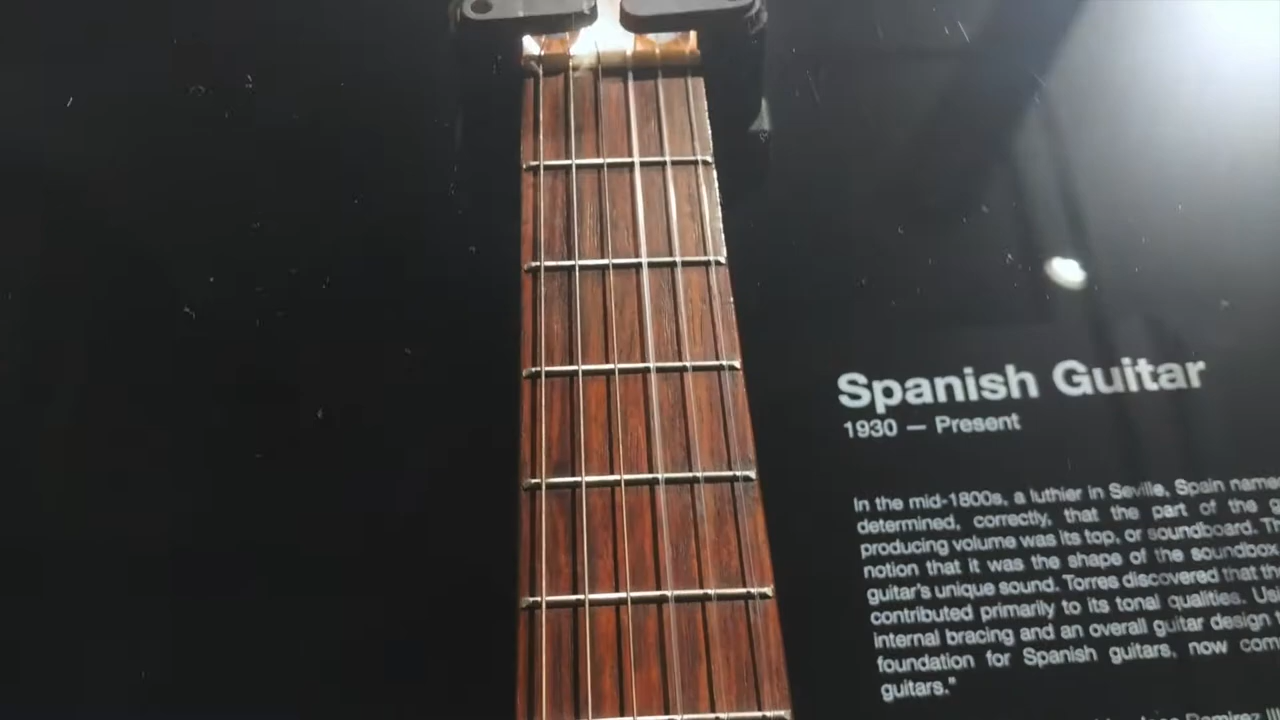 Spanish Guitar
1930 — Present
In the mid-1800s, a luthier in Seville, Spain
determined, correctly, that the part of the
producing volume was its top, or soundboard.
notion that it was the shape of the soundbox
guitar's unique sound. Torres discovered that
contributed primarily to its tonal qualities.
internal bracing and an overall guitar design
foundation for Spanish guitars, now
guitars."
Ramirez III